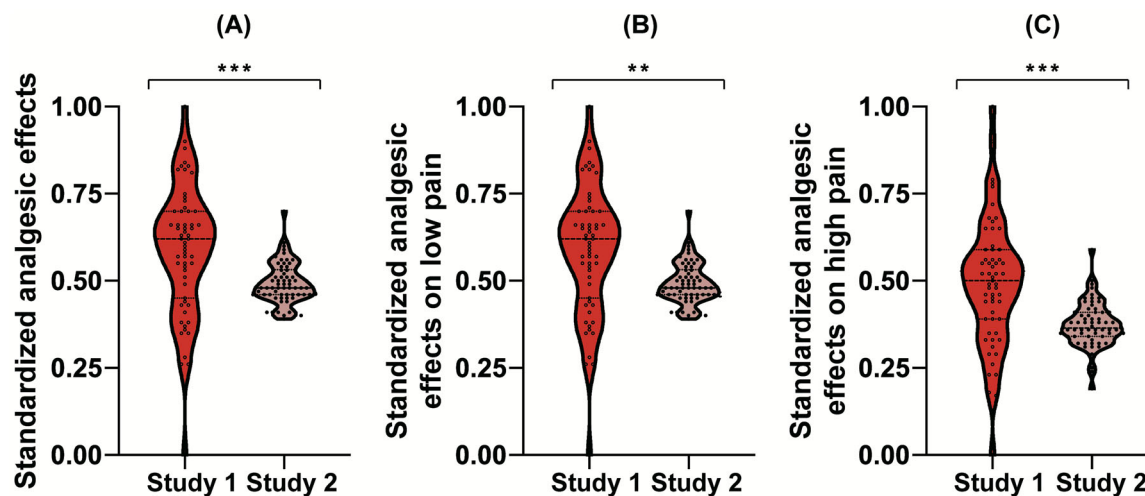 (A)
***
Standardized analgesic effects
1.00
0.75
0.50
0.25
0.00
Study 1 Study 2
(B)
**
Standardized analgesic
effects on low pain
1.00
0.75
0.50
0.25
0.00
Study 1 Study 2
(C)
***
Standardized analgesic
effects on high pain
1.00
0.75
0.50
0.25
0.00
Study 1 Study 2